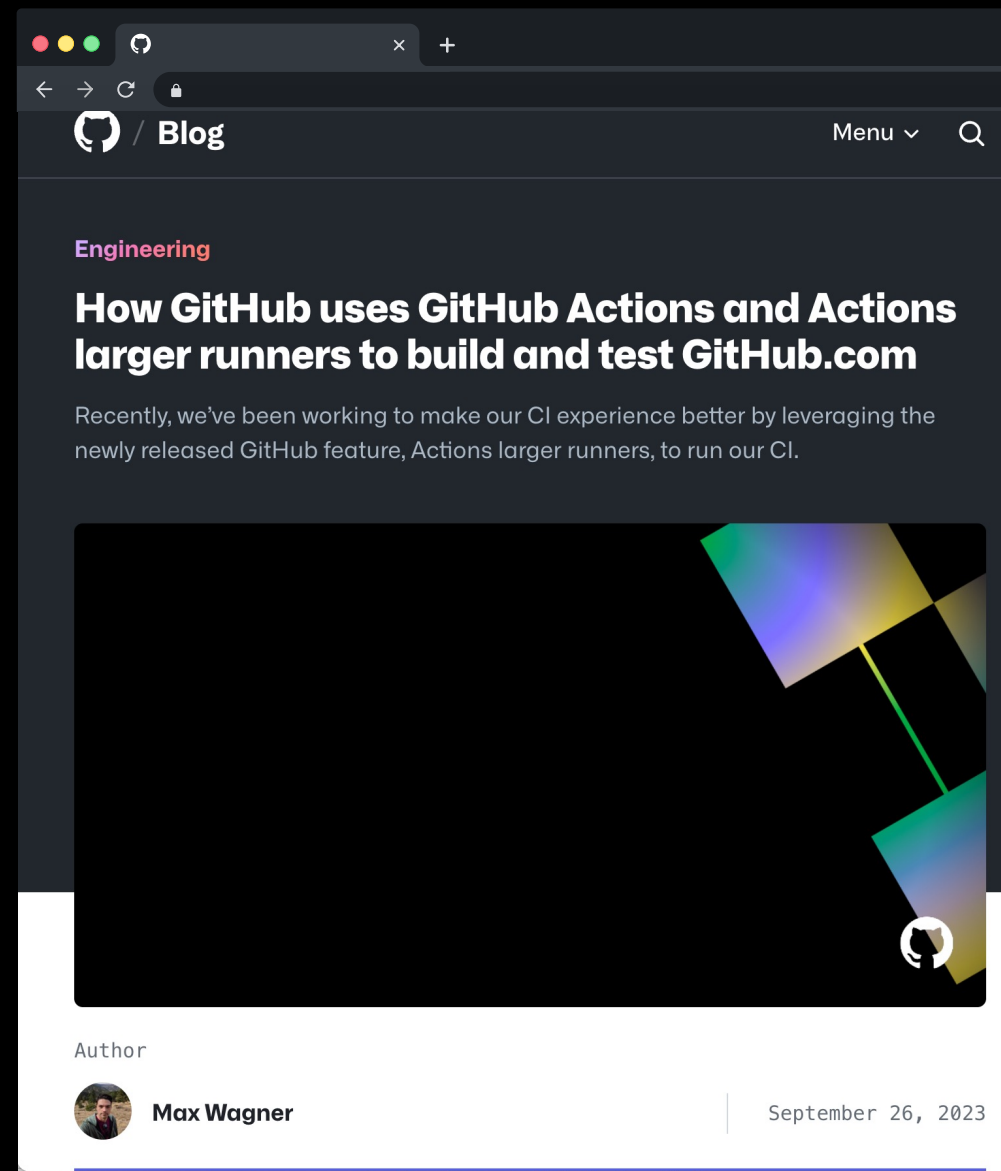 / Blog
Menu
Engineering
How GitHub uses GitHub Actions and Actions
larger runners to build and test GitHub.com
Recently, we’ve been working to make our CI experience better by leveraging the
newly released GitHub feature, Actions larger runners, to run our CI.
Author
Max Wagner
September 26, 2023